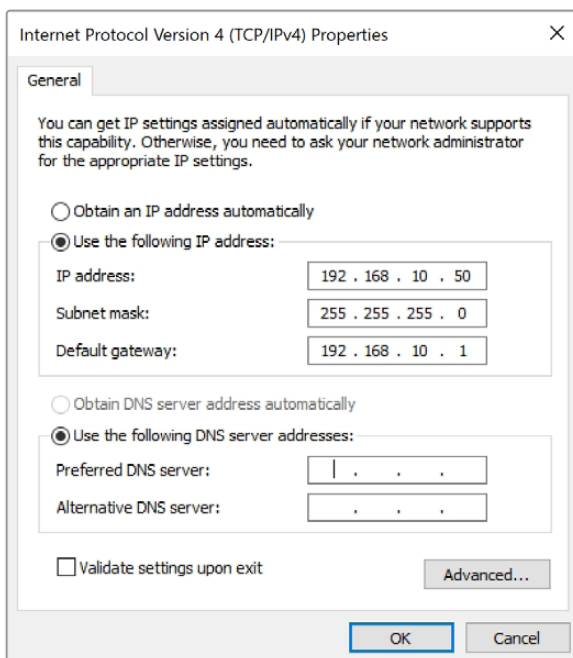 Internet Protocol Version 4 (TCP/IPv4) Properties
General
You can get IP settings assigned automatically if your network supports
this capability. Otherwise, you need to ask your network administrator
for the appropriate IP settings.
Obtain an IP address automatically
Use the following IP address:
IP address: 192 . 168 . 10 . 50
Subnet mask: 255 . 255 . 255 . 0
Default gateway: 192 . 168 . 10 . 1
Obtain DNS server address automatically
Use the following DNS server addresses:
Preferred DNS server: . . .
Alternative DNS server: . . .
Validate settings upon exit
Advanced...
OK Cancel